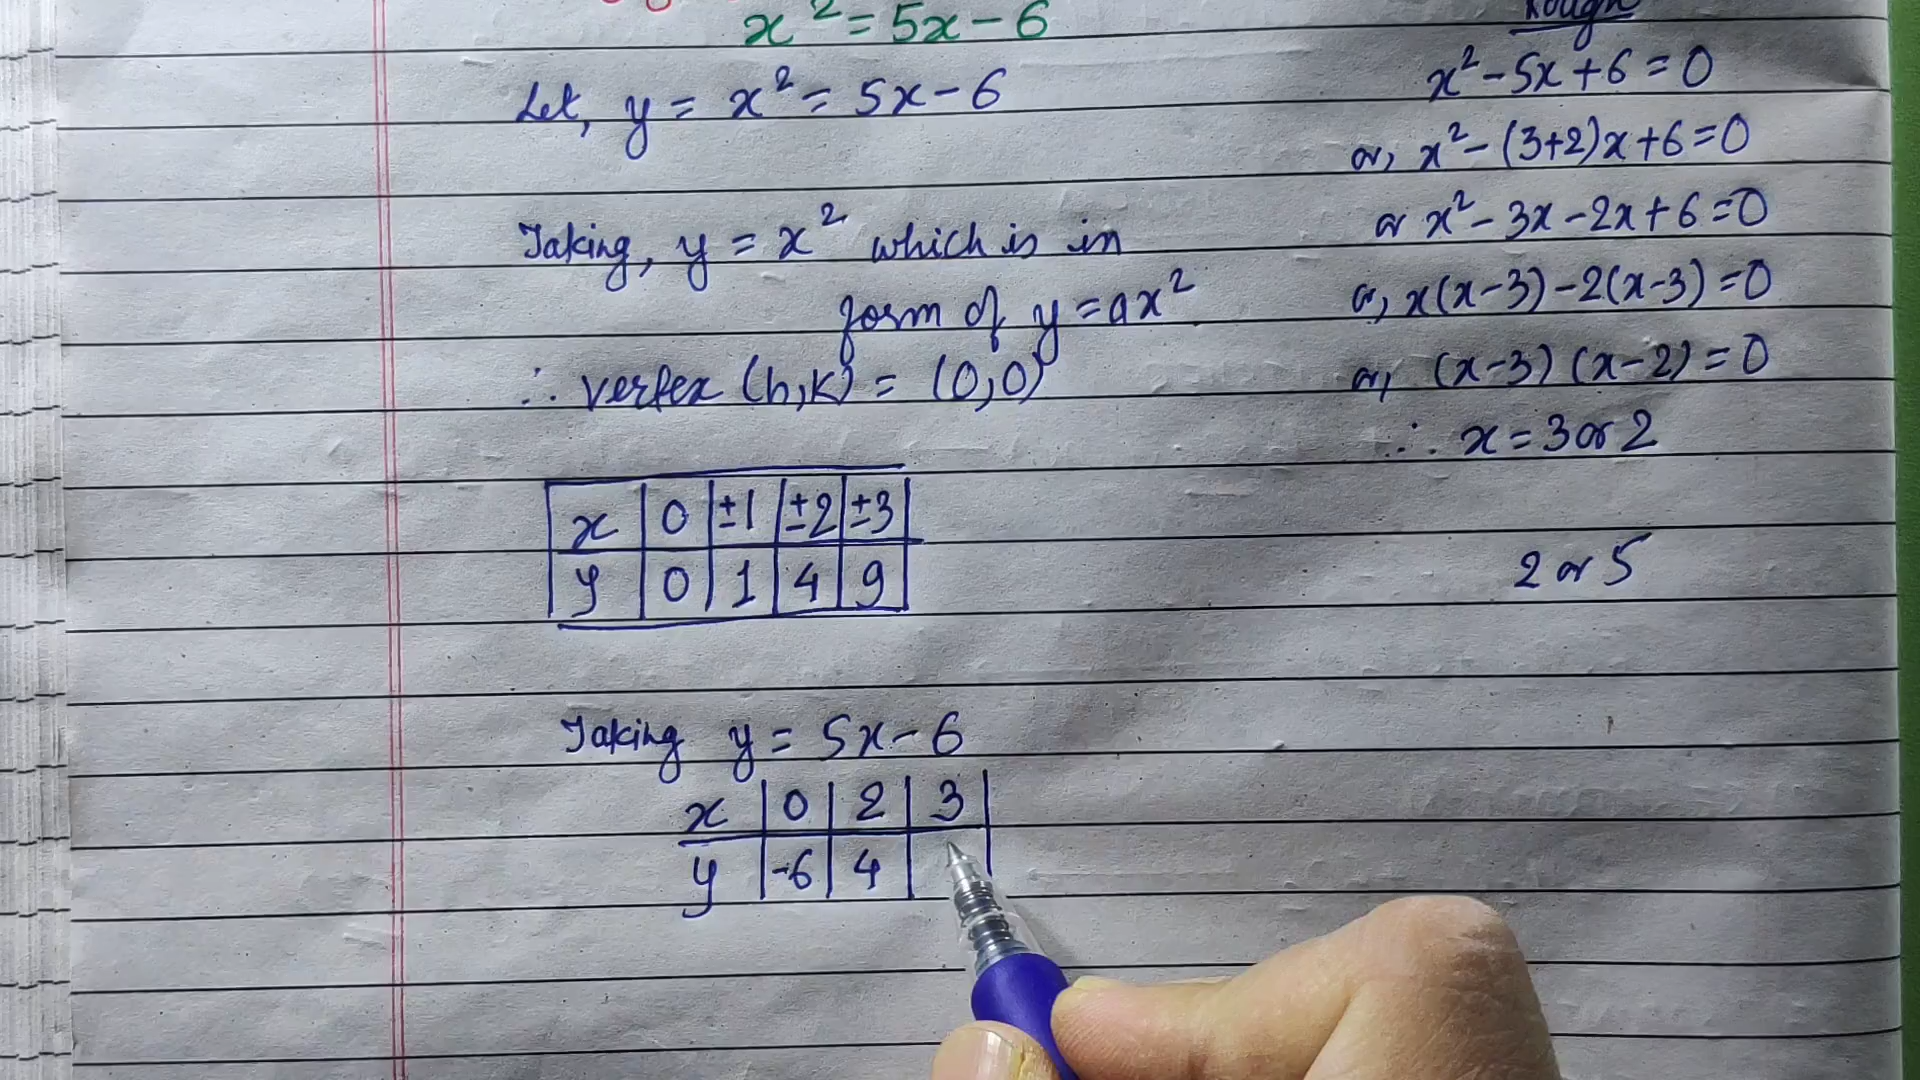 x² = 5x - 6
Let, y = x² = 5x - 6
Taking, y = x² which is in
form of y = ax²
∴ vertex (h,k) = (0,0)
x 0 ±1 ±2 ±3
y 0 1 4 9
Taking y = 5x - 6
x 0 2 3
y -6 4
Rough
x² - 5x + 6 = 0
or, x² - (3+2)x + 6 = 0
or x² - 3x - 2x + 6 = 0
or, x(x-3) - 2(x-3) = 0
or, (x-3) (x-2) = 0
∴ x = 3 or 2
2 or 5